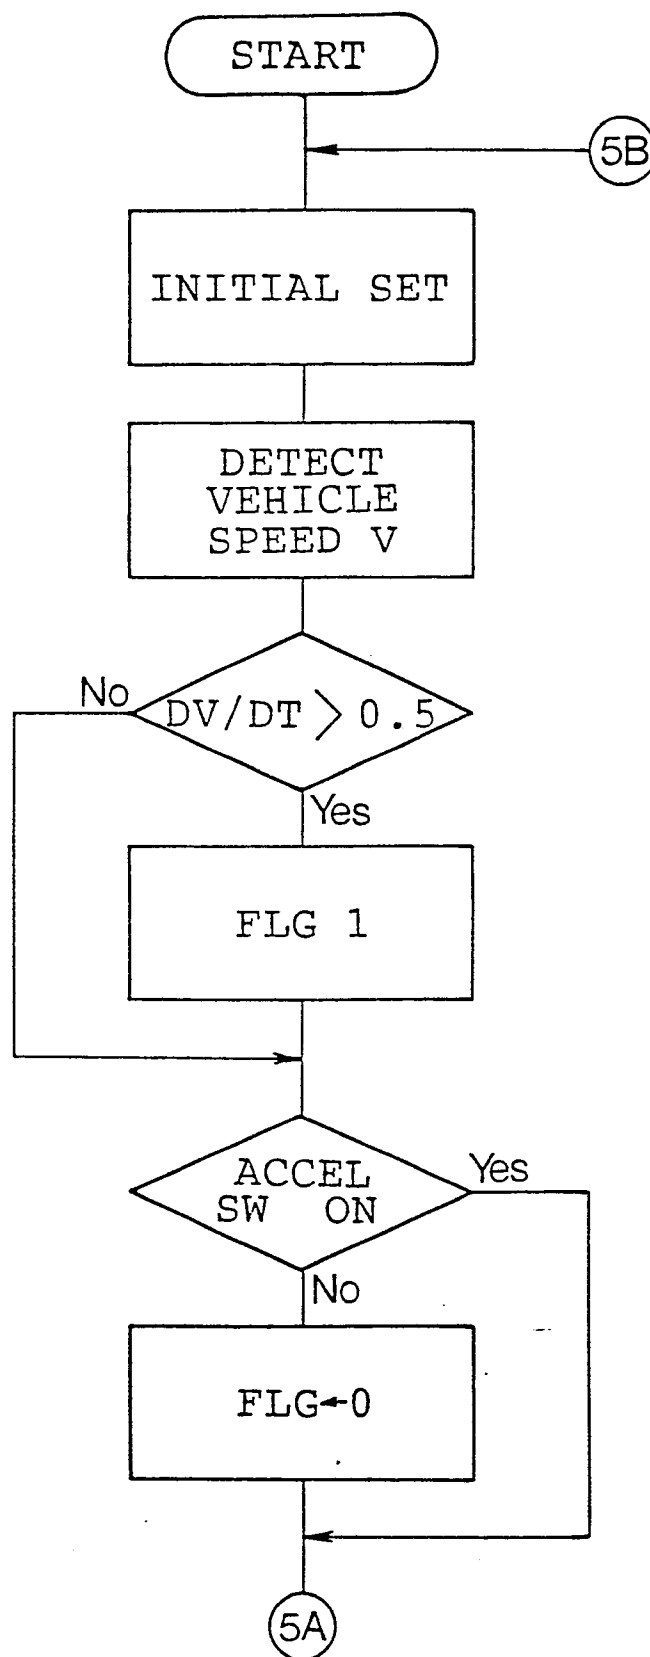 START
5B
INITIAL SET
DETECT
VEHICLE
SPEED V
No
DV/DT > 0.5
Yes
FLG 1
ACCEL
SW ON
Yes
No
FLG←0
5A